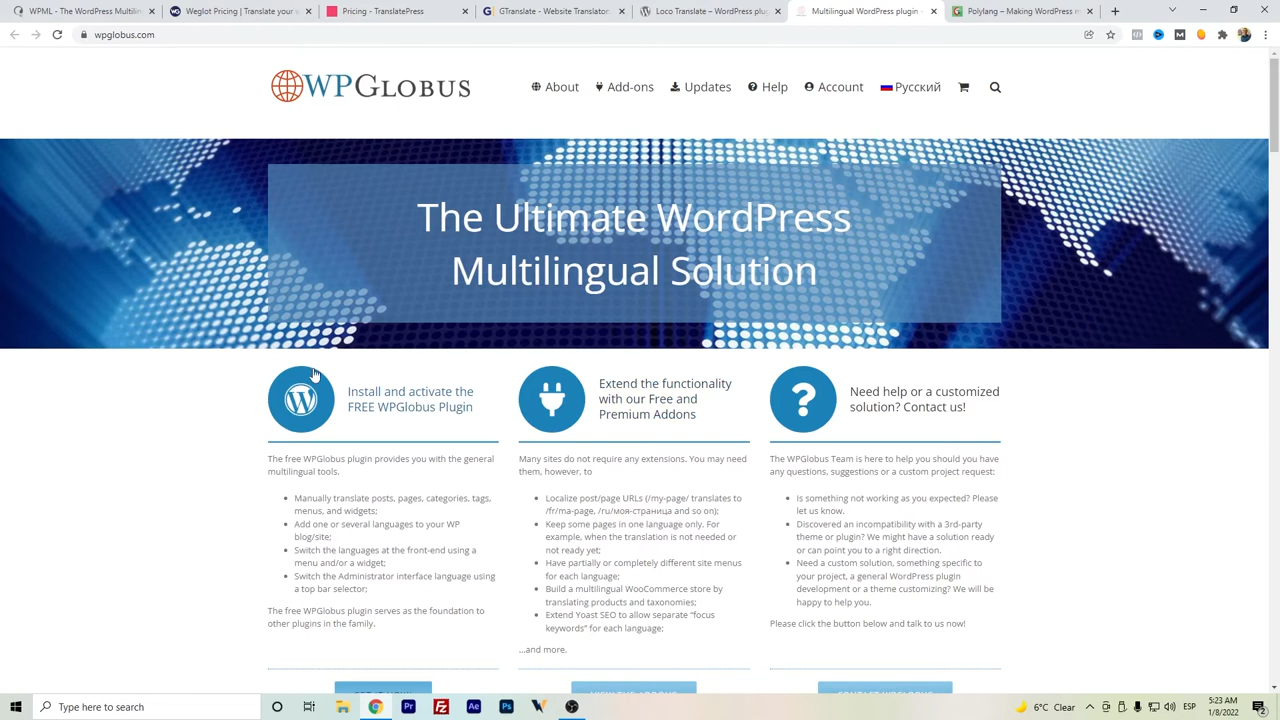 WPML - The WordPress Multiling
Weglot Pricing | Translate your w
Pricing - TranslatePress
GTranslate - Website Translator
Loco Translate – WordPress plug
Multilingual WordPress plugin -
Polylang - Making WordPress m
wpglobus.com
WPGlobus
About
Add-ons
Updates
Help
Account
Русский
The Ultimate WordPress
Multilingual Solution
Install and activate the
FREE WPGlobus Plugin
The free WPGlobus plugin provides you with the general
multilingual tools.
Manually translate posts, pages, categories, tags,
menus, and widgets;
Add one or several languages to your WP
blog/site;
Switch the languages at the front-end using a
menu and/or a widget;
Switch the Administrator interface language using
a top bar selector;
The free WPGlobus plugin serves as the foundation to
other plugins in the family.
Extend the functionality
with our Free and
Premium Addons
Many sites do not require any extensions. You may need
them, however, to
Localize post/page URLs (/my-page/ translates to
/fr/ma-page, /ru/моя-страница and so on);
Keep some pages in one language only. For
example, when the translation is not needed or
not ready yet;
Have partially or completely different site menus
for each language;
Build a multilingual WooCommerce store by
translating products and taxonomies;
Extend Yoast SEO to allow separate "focus
keywords" for each language;
...and more.
Need help or a customized
solution? Contact us!
The WPGlobus Team is here to help you should you have
any questions, suggestions or a custom project request:
Is something not working as you expected? Please
let us know.
Discovered an incompatibility with a 3rd-party
theme or plugin? We might have a solution ready
or can point you to a right direction.
Need a custom solution, something specific to
your project, a general WordPress plugin
development or a theme customizing? We will be
happy to help you.
Please click the button below and talk to us now!
Type here to search
Pr
Fz
Ae
Ps
6°C Clear
ESP
5:23 AM
1/8/2022
2